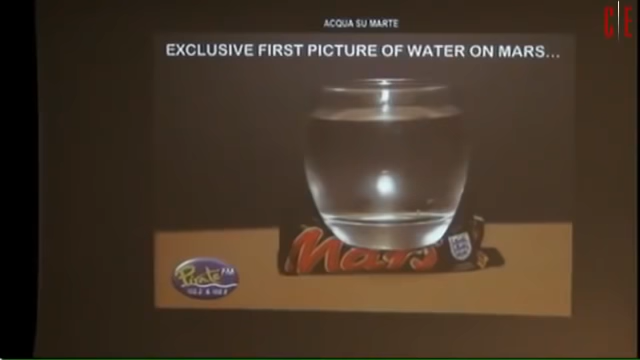 ACQUA SU MARTE
C|E
EXCLUSIVE FIRST PICTURE OF WATER ON MARS…
Mars
Pirate FM